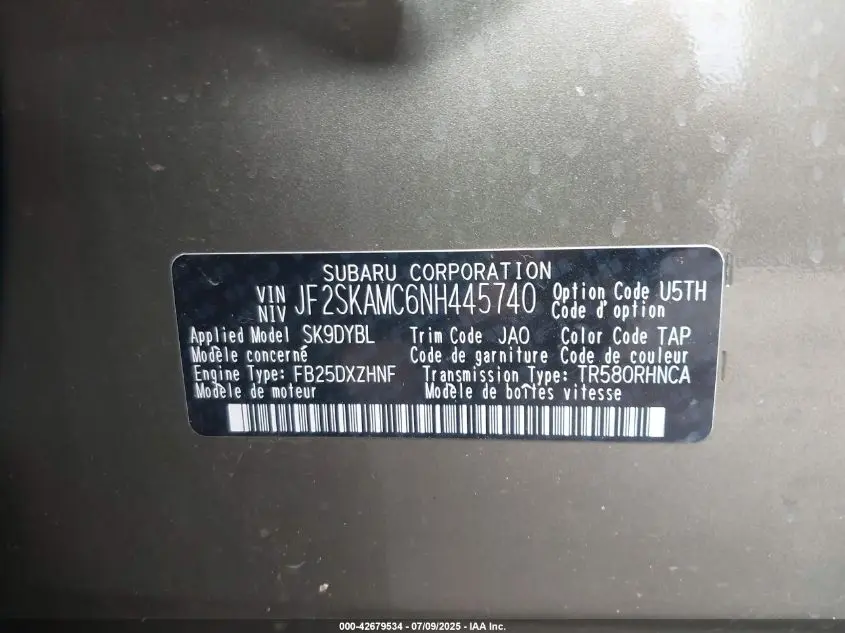 SUBARU CORPORATION
VIN NIV JF2SKAMC6NH445740 Option Code U5TH
Code d'option
Applied Model SK9DYBL Trim Code JAO Color Code TAP
Modèle concerné Code de garniture Code de couleur
Engine Type: FB25DXZHNF Transmission Type: TR580RHNCA
Modèle de moteur Modèle de boîtes vitesse
000-42679534 / 07/09/2025 - IAA Inc.